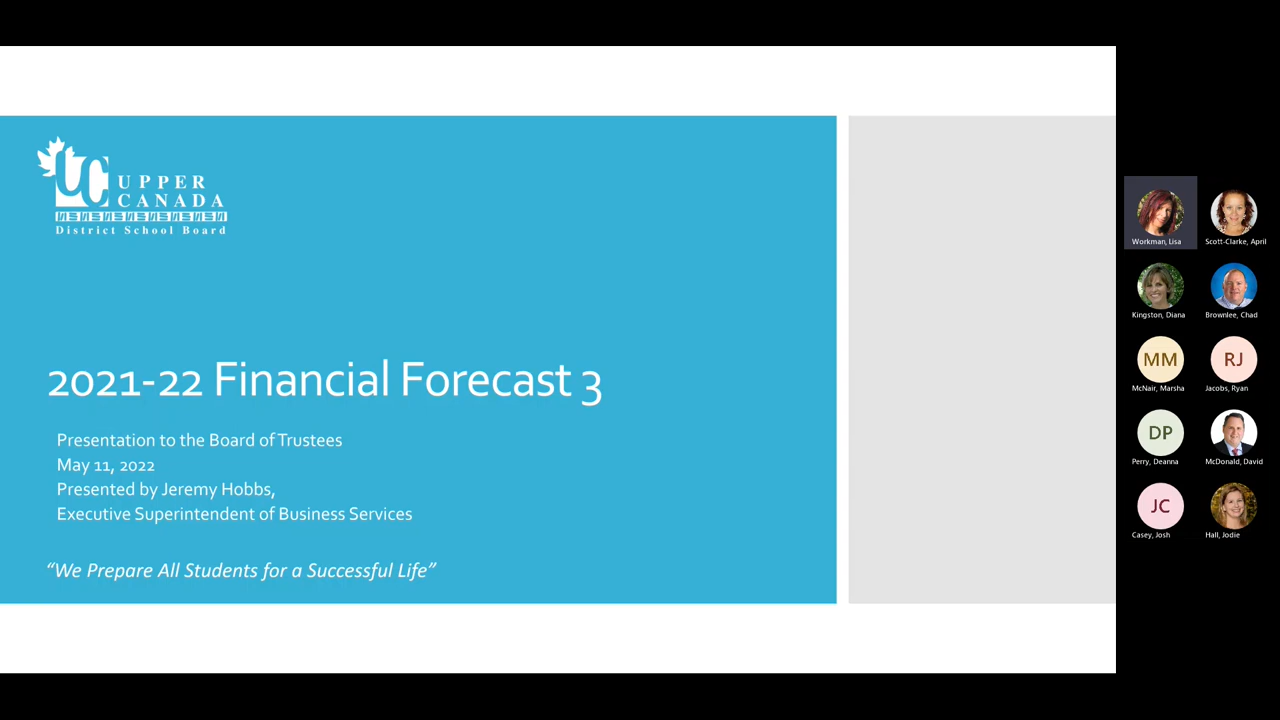 UC UPPER
CANADA
District School Board
2021-22 Financial Forecast 3
Presentation to the Board of Trustees
May 11, 2022
Presented by Jeremy Hobbs,
Executive Superintendent of Business Services
“We Prepare All Students for a Successful Life”
Workman, Lisa
Scott-Clarke, April
Kingston, Diana
Brownlee, Chad
MM
RJ
McNair, Marsha
Jacobs, Ryan
DP
Perry, Deanna
McDonald, David
JC
Casey, Josh
Hall, Jodie